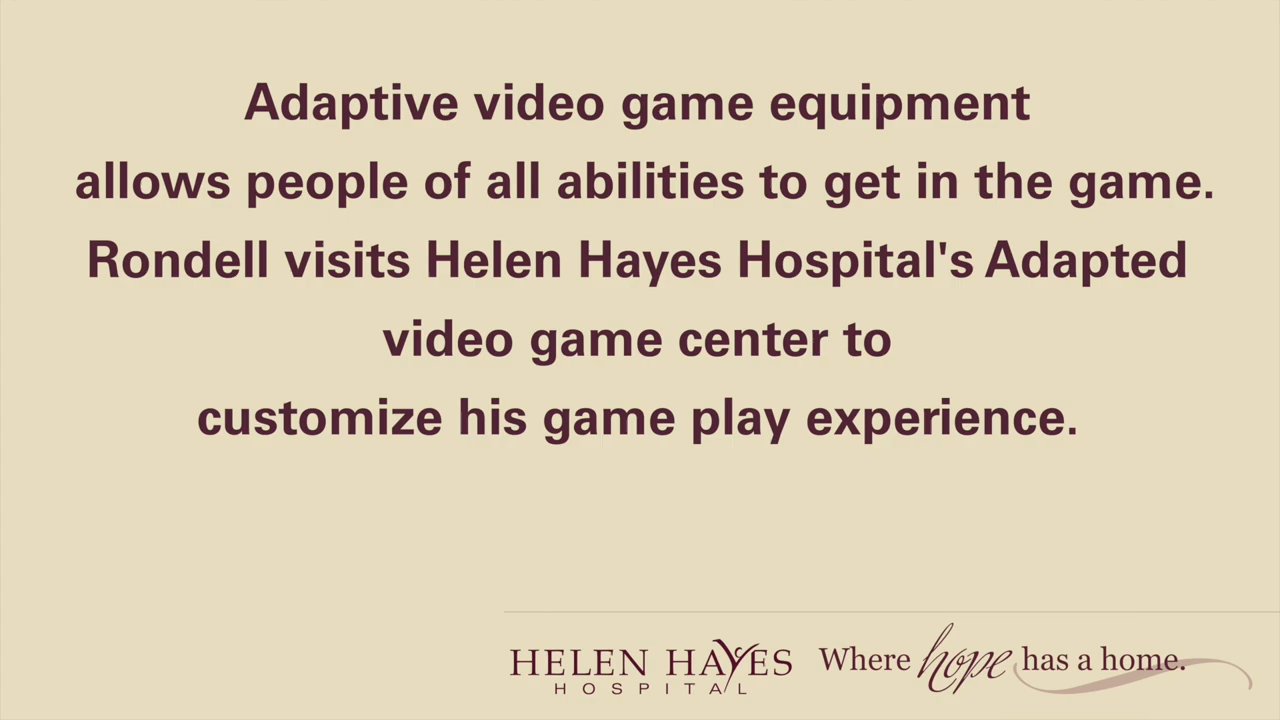 Adaptive video game equipment
allows people of all abilities to get in the game.
Rondell visits Helen Hayes Hospital's Adapted
video game center to
customize his game play experience.
HELEN HAYES
HOSPITAL
Where hope has a home.